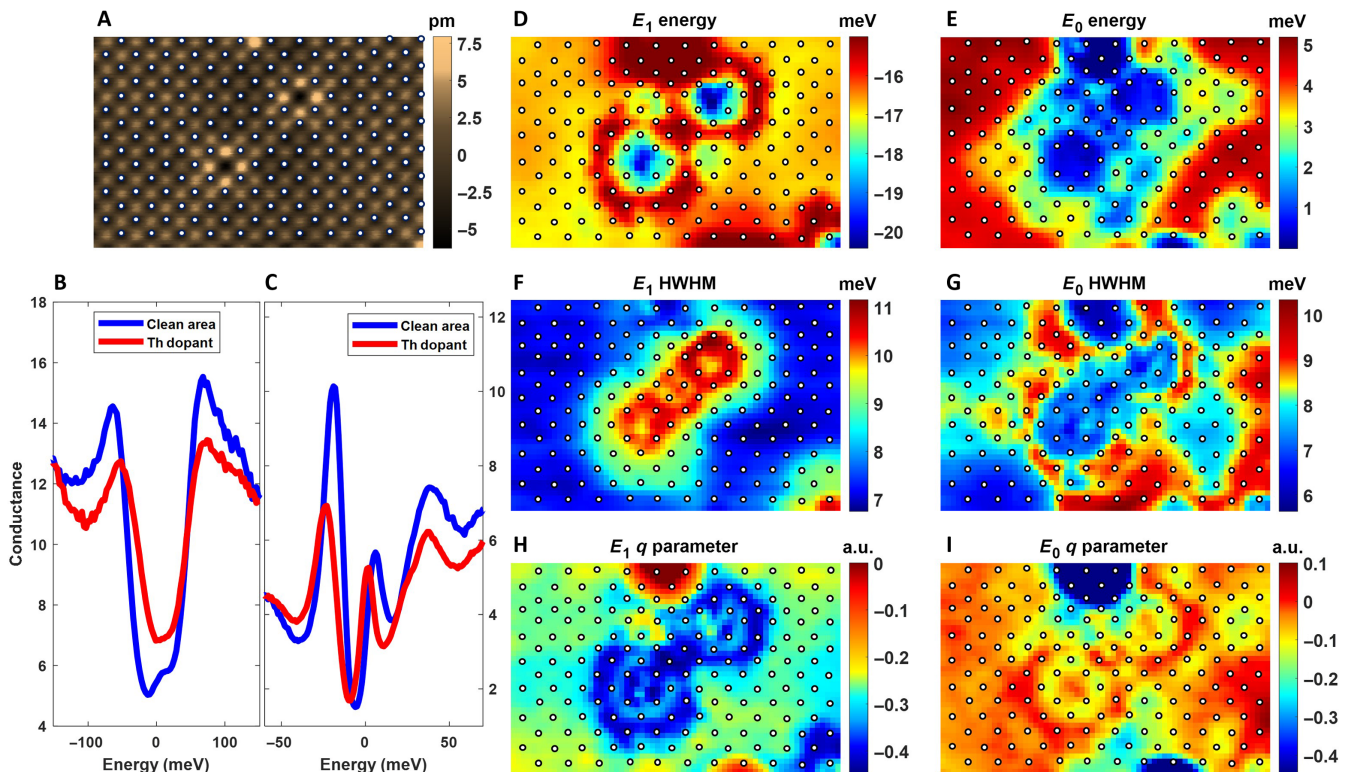 A
pm
7.5
5
2.5
0
−2.5
−5
D
E1 energy
meV
−16
−17
−18
−19
−20
E
E0 energy
meV
5
4
3
2
1
B
18
16
14
12
10
8
6
4
Conductance
Clean area
Th dopant
−100
0
100
Energy (meV)
C
Clean area
Th dopant
12
10
8
6
4
2
−50
0
50
Energy (meV)
F
E1 HWHM
meV
11
10
9
8
7
G
E0 HWHM
meV
10
9
8
7
6
H
E1 q parameter
a.u.
0
−0.1
−0.2
−0.3
−0.4
I
E0 q parameter
a.u.
0.1
0
−0.1
−0.2
−0.3
−0.4